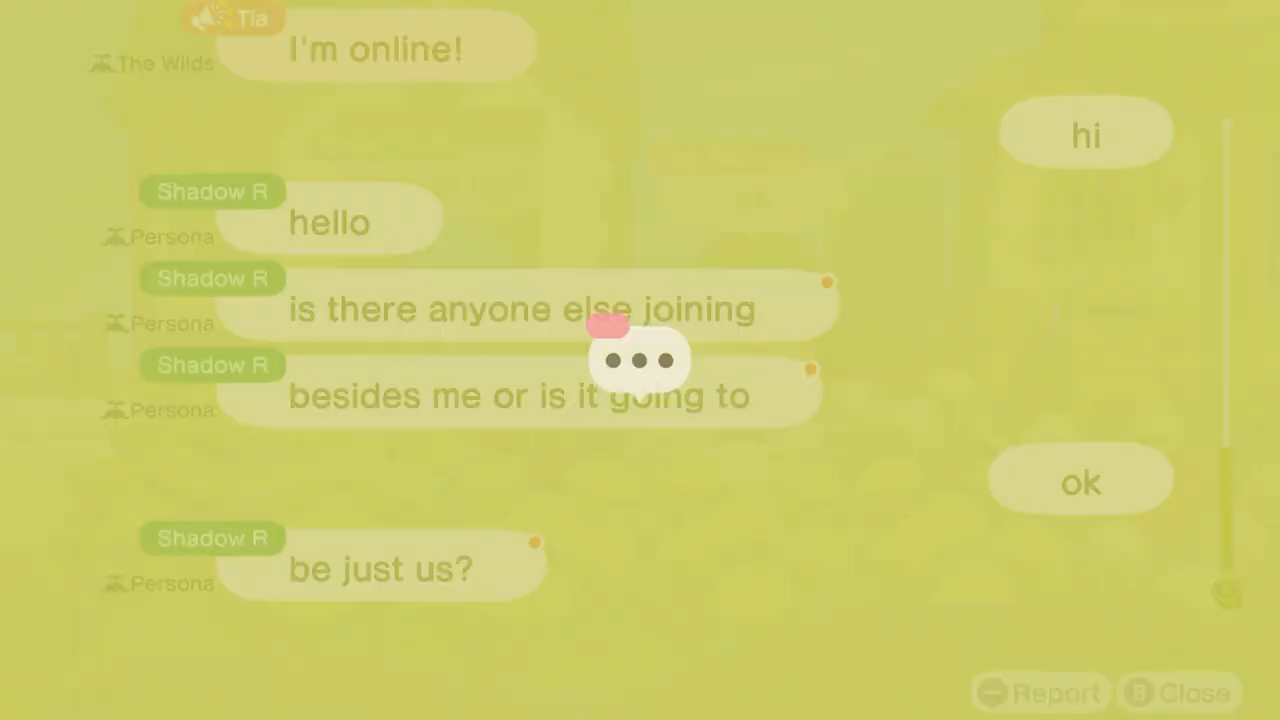 Tia
I'm online!
The Wilds
hi
Shadow R
hello
Persona
Shadow R
is there anyone else joining
Persona
Shadow R
besides me or is it going to
Persona
ok
Shadow R
be just us?
Persona
Report
B Close